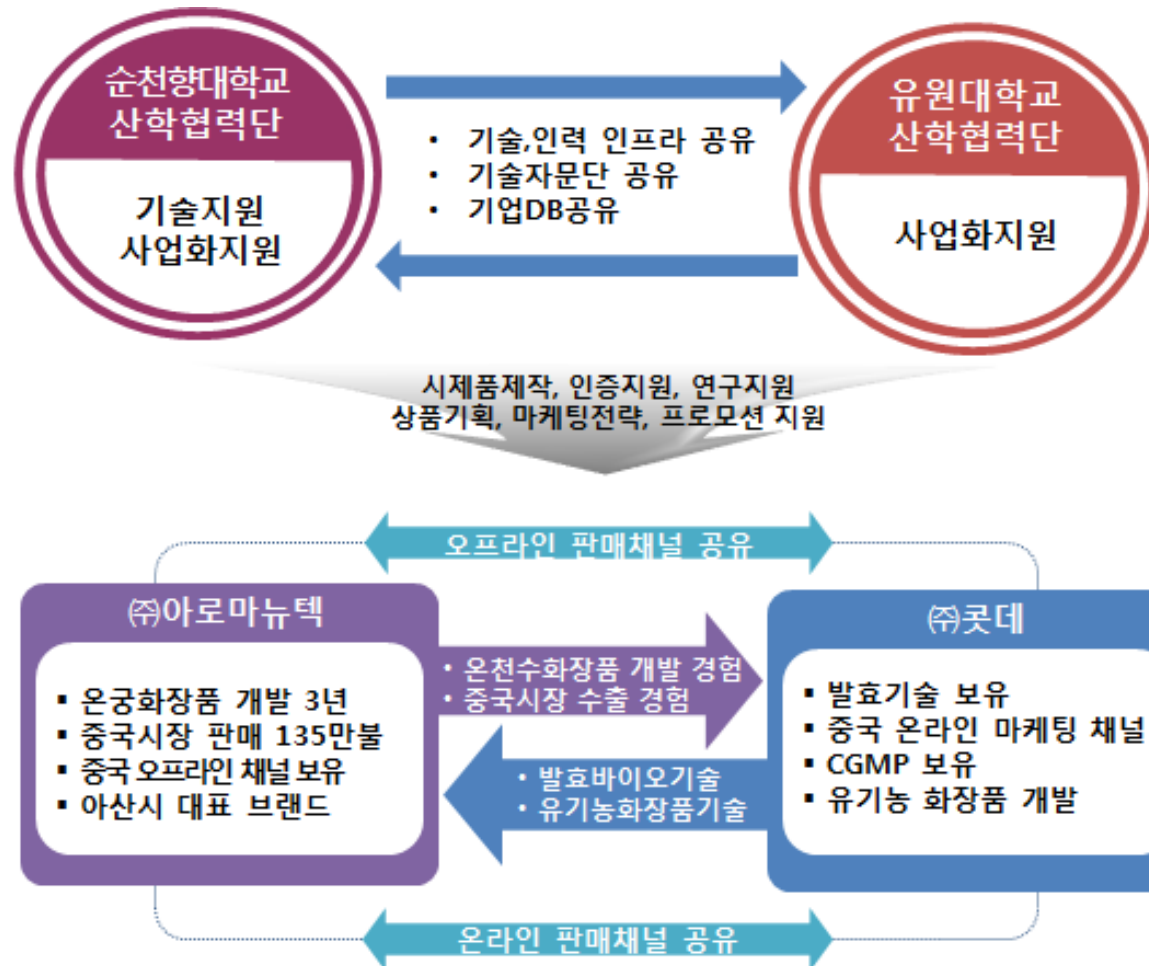 순천향대학교
산학협력단
기술지원
사업화지원
• 기술,인력 인프라 공유
• 기술자문단 공유
• 기업DB공유
유원대학교
산학협력단
사업화지원
시제품제작, 인증지원, 연구지원
상품기획, 마케팅전략, 프로모션 지원
오프라인 판매채널 공유
㈜아로마뉴텍
▪ 온궁화장품 개발 3년
▪ 중국시장 판매 135만불
▪ 중국 오프라인 채널 보유
▪ 아산시 대표 브랜드
• 온천수화장품 개발 경험
• 중국시장 수출 경험
• 발효바이오기술
• 유기농화장품기술
㈜콧데
▪ 발효기술 보유
▪ 중국 온라인 마케팅 채널
▪ CGMP 보유
▪ 유기농 화장품 개발
온라인 판매채널 공유